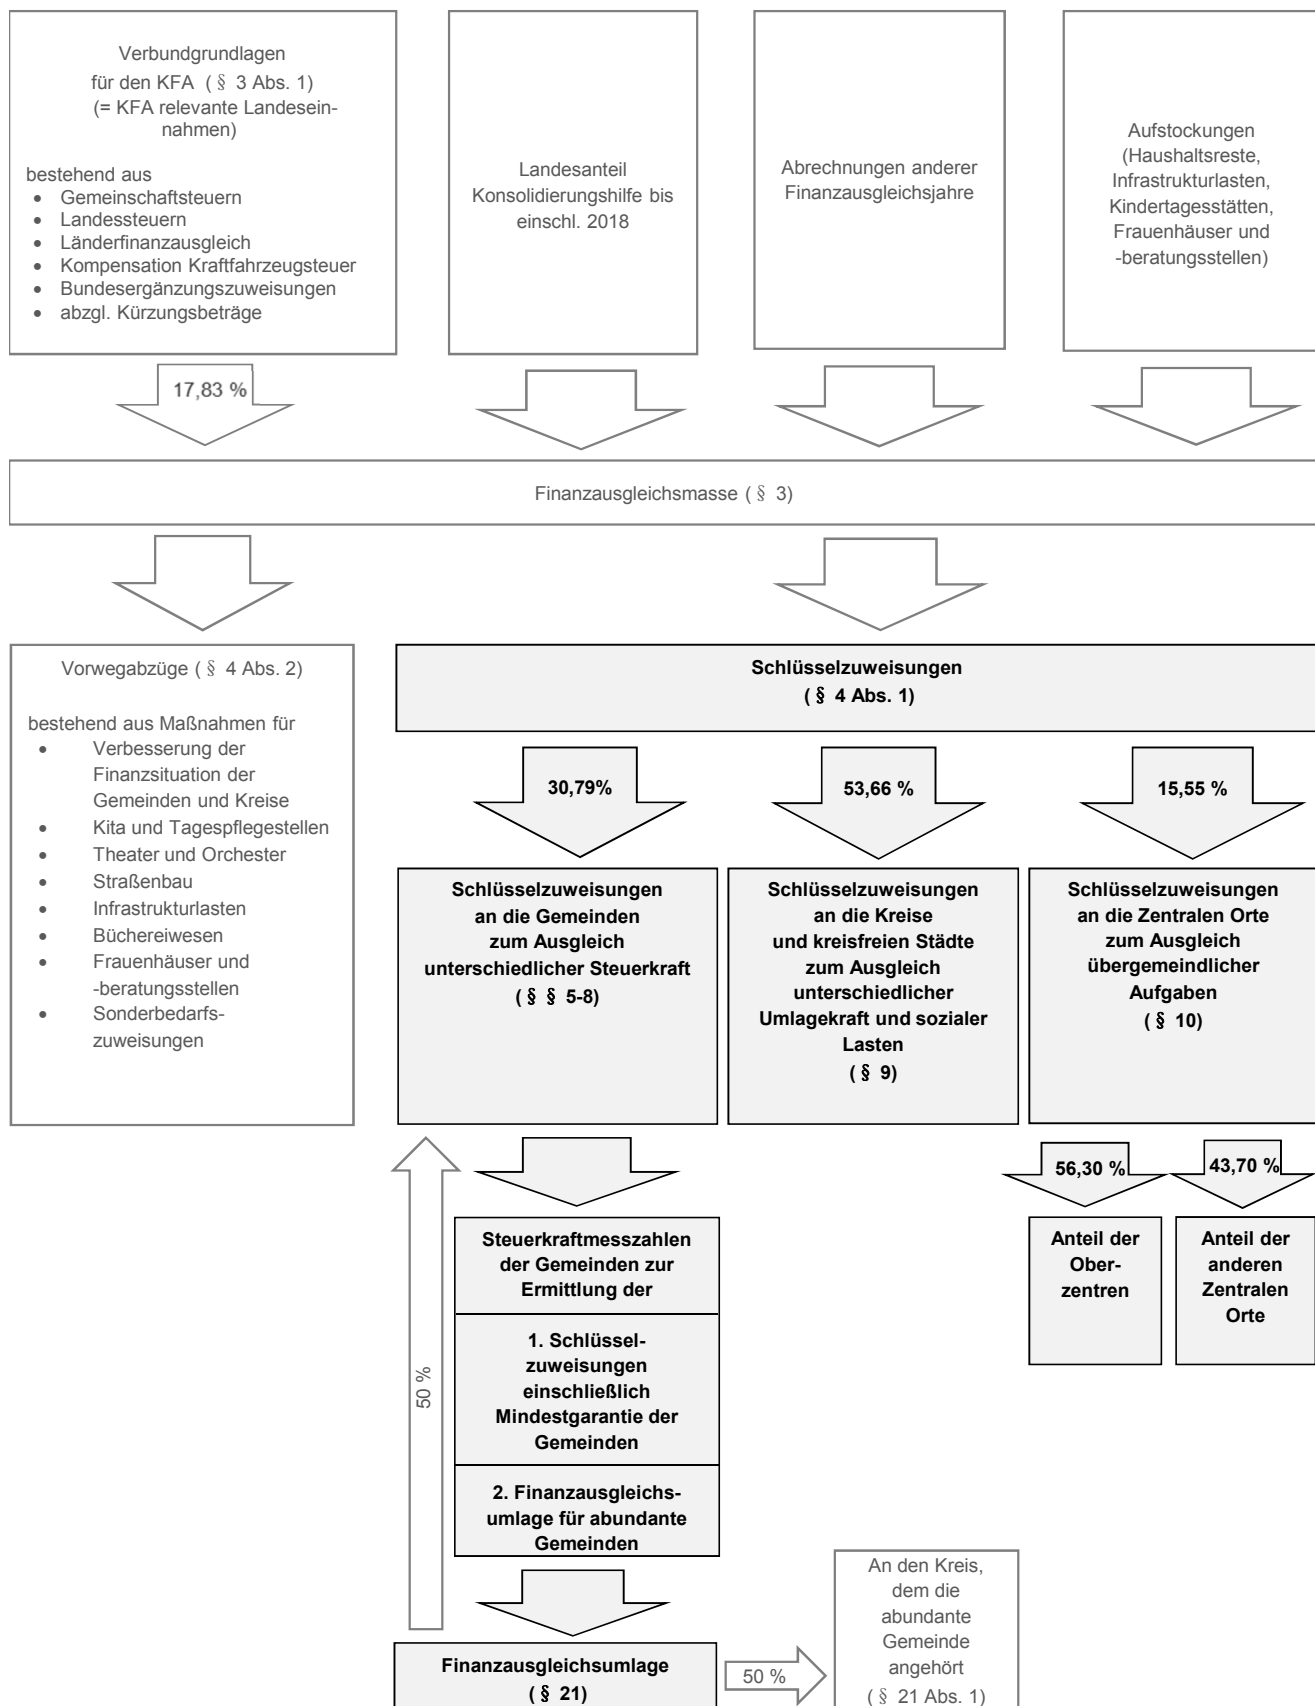 Verbundgrundlagen
für den KFA ( § 3 Abs. 1)
(= KFA relevante Landesein-
nahmen)
bestehend aus
• Gemeinschaftsteuern
• Landessteuern
• Länderfinanzausgleich
• Kompensation Kraftfahrzeugsteuer
• Bundesergänzungszuweisungen
• abzgl. Kürzungsbeträge
Landesanteil
Konsolidierungshilfe bis
einschl. 2018
Abrechnungen anderer
Finanzausgleichsjahre
Aufstockungen
(Haushaltsreste,
Infrastrukturlasten,
Kindertagesstätten,
Frauenhäuser und
-beratungsstellen)
17,83 %
Finanzausgleichsmasse ( § 3)
Vorwegabzüge ( § 4 Abs. 2)
bestehend aus Maßnahmen für
• Verbesserung der
Finanzsituation der
Gemeinden und Kreise
• Kita und Tagespflegestellen
• Theater und Orchester
• Straßenbau
• Infrastrukturlasten
• Büchereiwesen
• Frauenhäuser und
-beratungsstellen
• Sonderbedarfs-
zuweisungen
Schlüsselzuweisungen
( § 4 Abs. 1)
30,79%
53,66 %
15,55 %
Schlüsselzuweisungen
an die Gemeinden
zum Ausgleich
unterschiedlicher Steuerkraft
( § § 5-8)
Schlüsselzuweisungen
an die Kreise
und kreisfreien Städte
zum Ausgleich
unterschiedlicher
Umlagekraft und sozialer
Lasten
( § 9)
Schlüsselzuweisungen
an die Zentralen Orte
zum Ausgleich
übergemeindlicher
Aufgaben
( § 10)
56,30 %
43,70 %
Anteil der
Ober-
zentren
Anteil der
anderen
Zentralen
Orte
Steuerkraftmesszahlen
der Gemeinden zur
Ermittlung der
1. Schlüssel-
zuweisungen
einschließlich
Mindestgarantie der
Gemeinden
2. Finanzausgleichs-
umlage für abundante
Gemeinden
50 %
Finanzausgleichsumlage
( § 21)
50 %
An den Kreis,
dem die
abundante
Gemeinde
angehört
( § 21 Abs. 1)